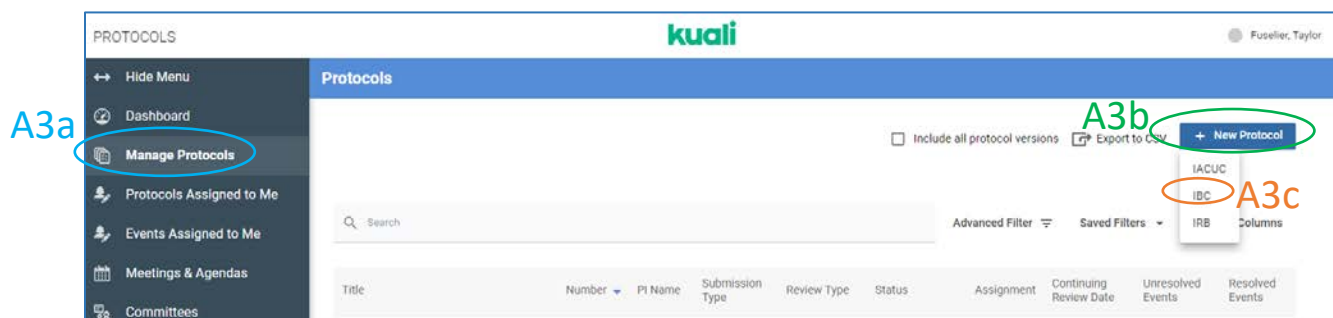 PROTOCOLS
kuali
Fuselier, Taylor
Hide Menu
Protocols
Dashboard
A3a
Manage Protocols
Protocols Assigned to Me
Events Assigned to Me
Meetings & Agendas
Committees
Include all protocol versions
Export to CSV
A3b
+ New Protocol
IACUC
IBC
A3c
IRB
Search
Advanced Filter
Saved Filters
Columns
Title
Number
PI Name
Submission
Type
Review Type
Status
Assignment
Continuing
Review Date
Unresolved
Events
Resolved
Events